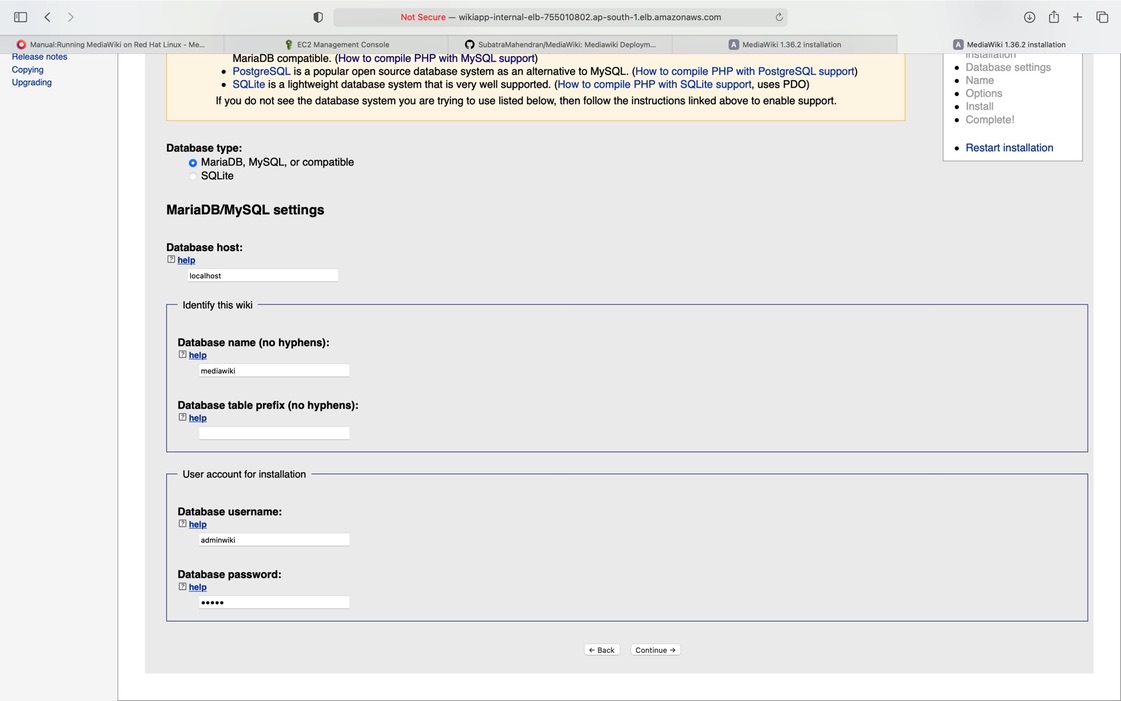 Not Secure — wikiapp-internal-elb-755010802.ap-south-1.elb.amazonaws.com
Manual:Running MediaWiki on Red Hat Linux - Me...
EC2 Management Console
SubatraMahendran/MediaWiki: Mediawiki Deploym...
A MediaWiki 1.36.2 installation
A MediaWiki 1.36.2 installation
Release notes
Copying
Upgrading
MariaDB compatible. (How to compile PHP with MySQL support)
• PostgreSQL is a popular open source database system as an alternative to MySQL. (How to compile PHP with PostgreSQL support)
• SQLite is a lightweight database system that is very well supported. (How to compile PHP with SQLite support, uses PDO)
If you do not see the database system you are trying to use listed below, then follow the instructions linked above to enable support.
installation
• Database settings
• Name
• Options
• Install
• Complete!
• Restart installation
Database type:
MariaDB, MySQL, or compatible
SQLite
MariaDB/MySQL settings
Database host:
? help
localhost
Identify this wiki
Database name (no hyphens):
? help
mediawiki
Database table prefix (no hyphens):
? help
User account for installation
Database username:
? help
adminwiki
Database password:
? help
•••••
← Back
Continue →